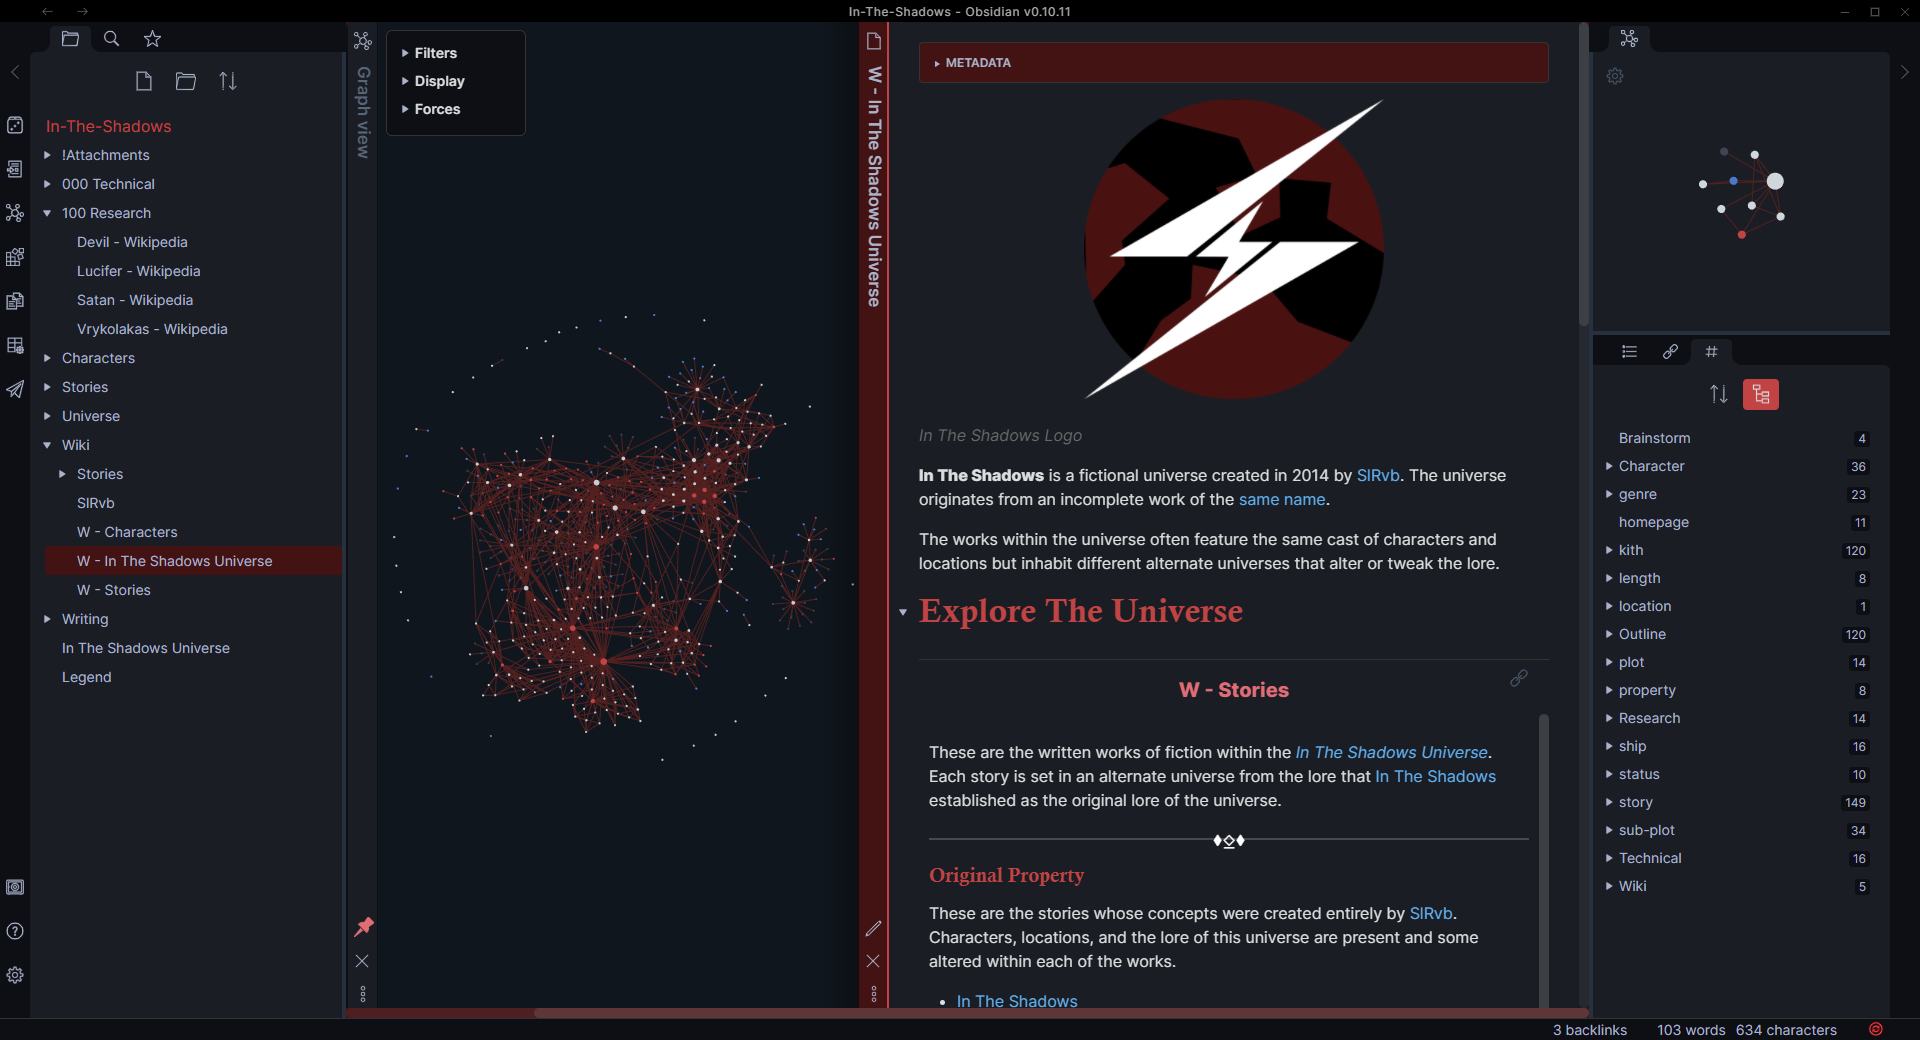 In-The-Shadows - Obsidian v0.10.11
In-The-Shadows
!Attachments
000 Technical
100 Research
Devil - Wikipedia
Lucifer - Wikipedia
Satan - Wikipedia
Vrykolakas - Wikipedia
Characters
Stories
Universe
Wiki
Stories
SlRvb
W - Characters
W - In The Shadows Universe
W - Stories
Writing
In The Shadows Universe
Legend
Graph view
Filters
Display
Forces
W - In The Shadows Universe
METADATA
In The Shadows Logo
In The Shadows is a fictional universe created in 2014 by SlRvb. The universe
originates from an incomplete work of the same name.
The works within the universe often feature the same cast of characters and
locations but inhabit different alternate universes that alter or tweak the lore.
Explore The Universe
W - Stories
These are the written works of fiction within the In The Shadows Universe.
Each story is set in an alternate universe from the lore that In The Shadows
established as the original lore of the universe.
Original Property
These are the stories whose concepts were created entirely by SlRvb.
Characters, locations, and the lore of this universe are present and some
altered within each of the works.
• In The Shadows
Brainstorm 4
Character 36
genre 23
homepage 11
kith 120
length 8
location 1
Outline 120
plot 14
property 8
Research 14
ship 16
status 10
story 149
sub-plot 34
Technical 16
Wiki 5
3 backlinks 103 words 634 characters